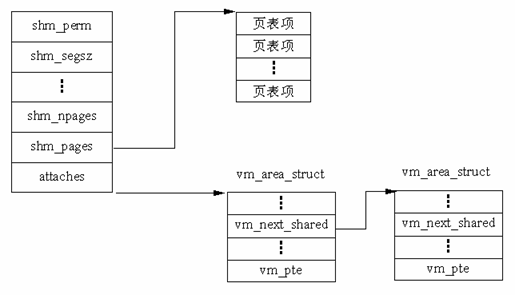 shm_perm
shm_segsz
⋮
shm_npages
shm_pages
attaches
页表项
页表项
⋮
页表项
vm_area_struct
⋮
vm_next_shared
⋮
vm_pte
vm_area_struct
⋮
vm_next_shared
⋮
vm_pte